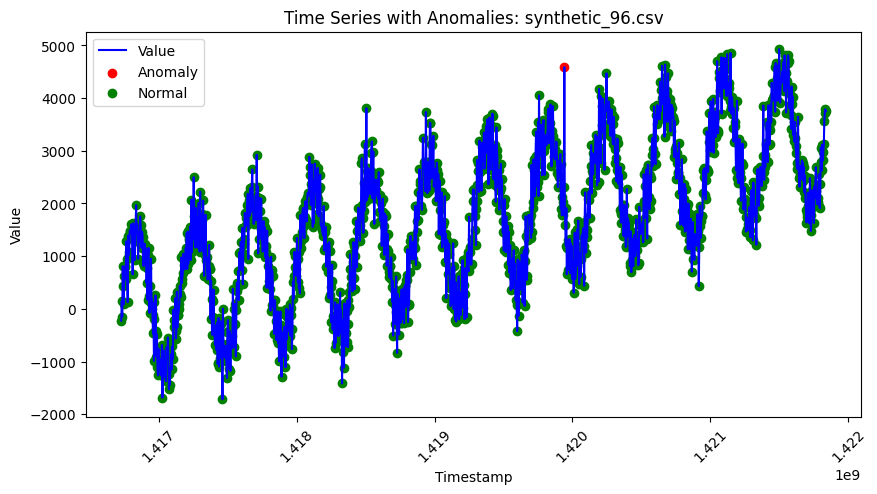 Time Series with Anomalies: synthetic_96.csv
Value
Anomaly
Normal
5000
4000
3000
2000
1000
0
−1000
−2000
Value
1.417
1.418
1.419
1.420
1.421
1.422
1e9
Timestamp